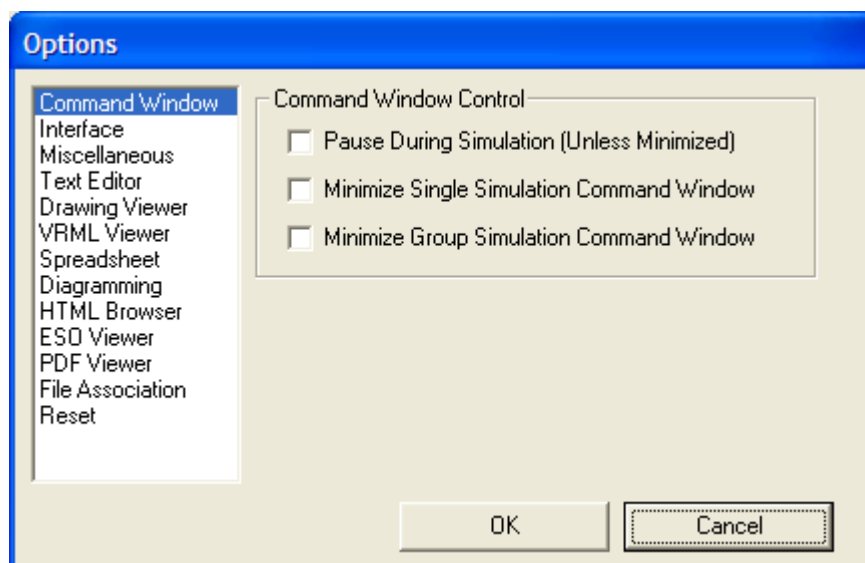 Options
Command Window
Interface
Miscellaneous
Text Editor
Drawing Viewer
VRML Viewer
Spreadsheet
Diagramming
HTML Browser
ESO Viewer
PDF Viewer
File Association
Reset
Command Window Control
Pause During Simulation (Unless Minimized)
Minimize Single Simulation Command Window
Minimize Group Simulation Command Window
OK
Cancel